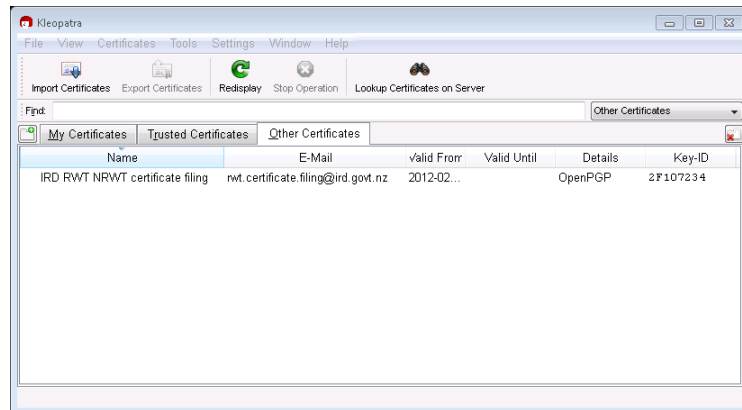 Kleopatra
File View Certificates Tools Settings Window Help
Import Certificates Export Certificates Redisplay Stop Operation Lookup Certificates on Server
Find: Other Certificates
My Certificates Trusted Certificates Other Certificates
Name E-Mail Valid From Valid Until Details Key-ID
IRD RWT NRWT certificate filing rwt.certificate.filing@ird.govt.nz 2012-02... OpenPGP 2F107234